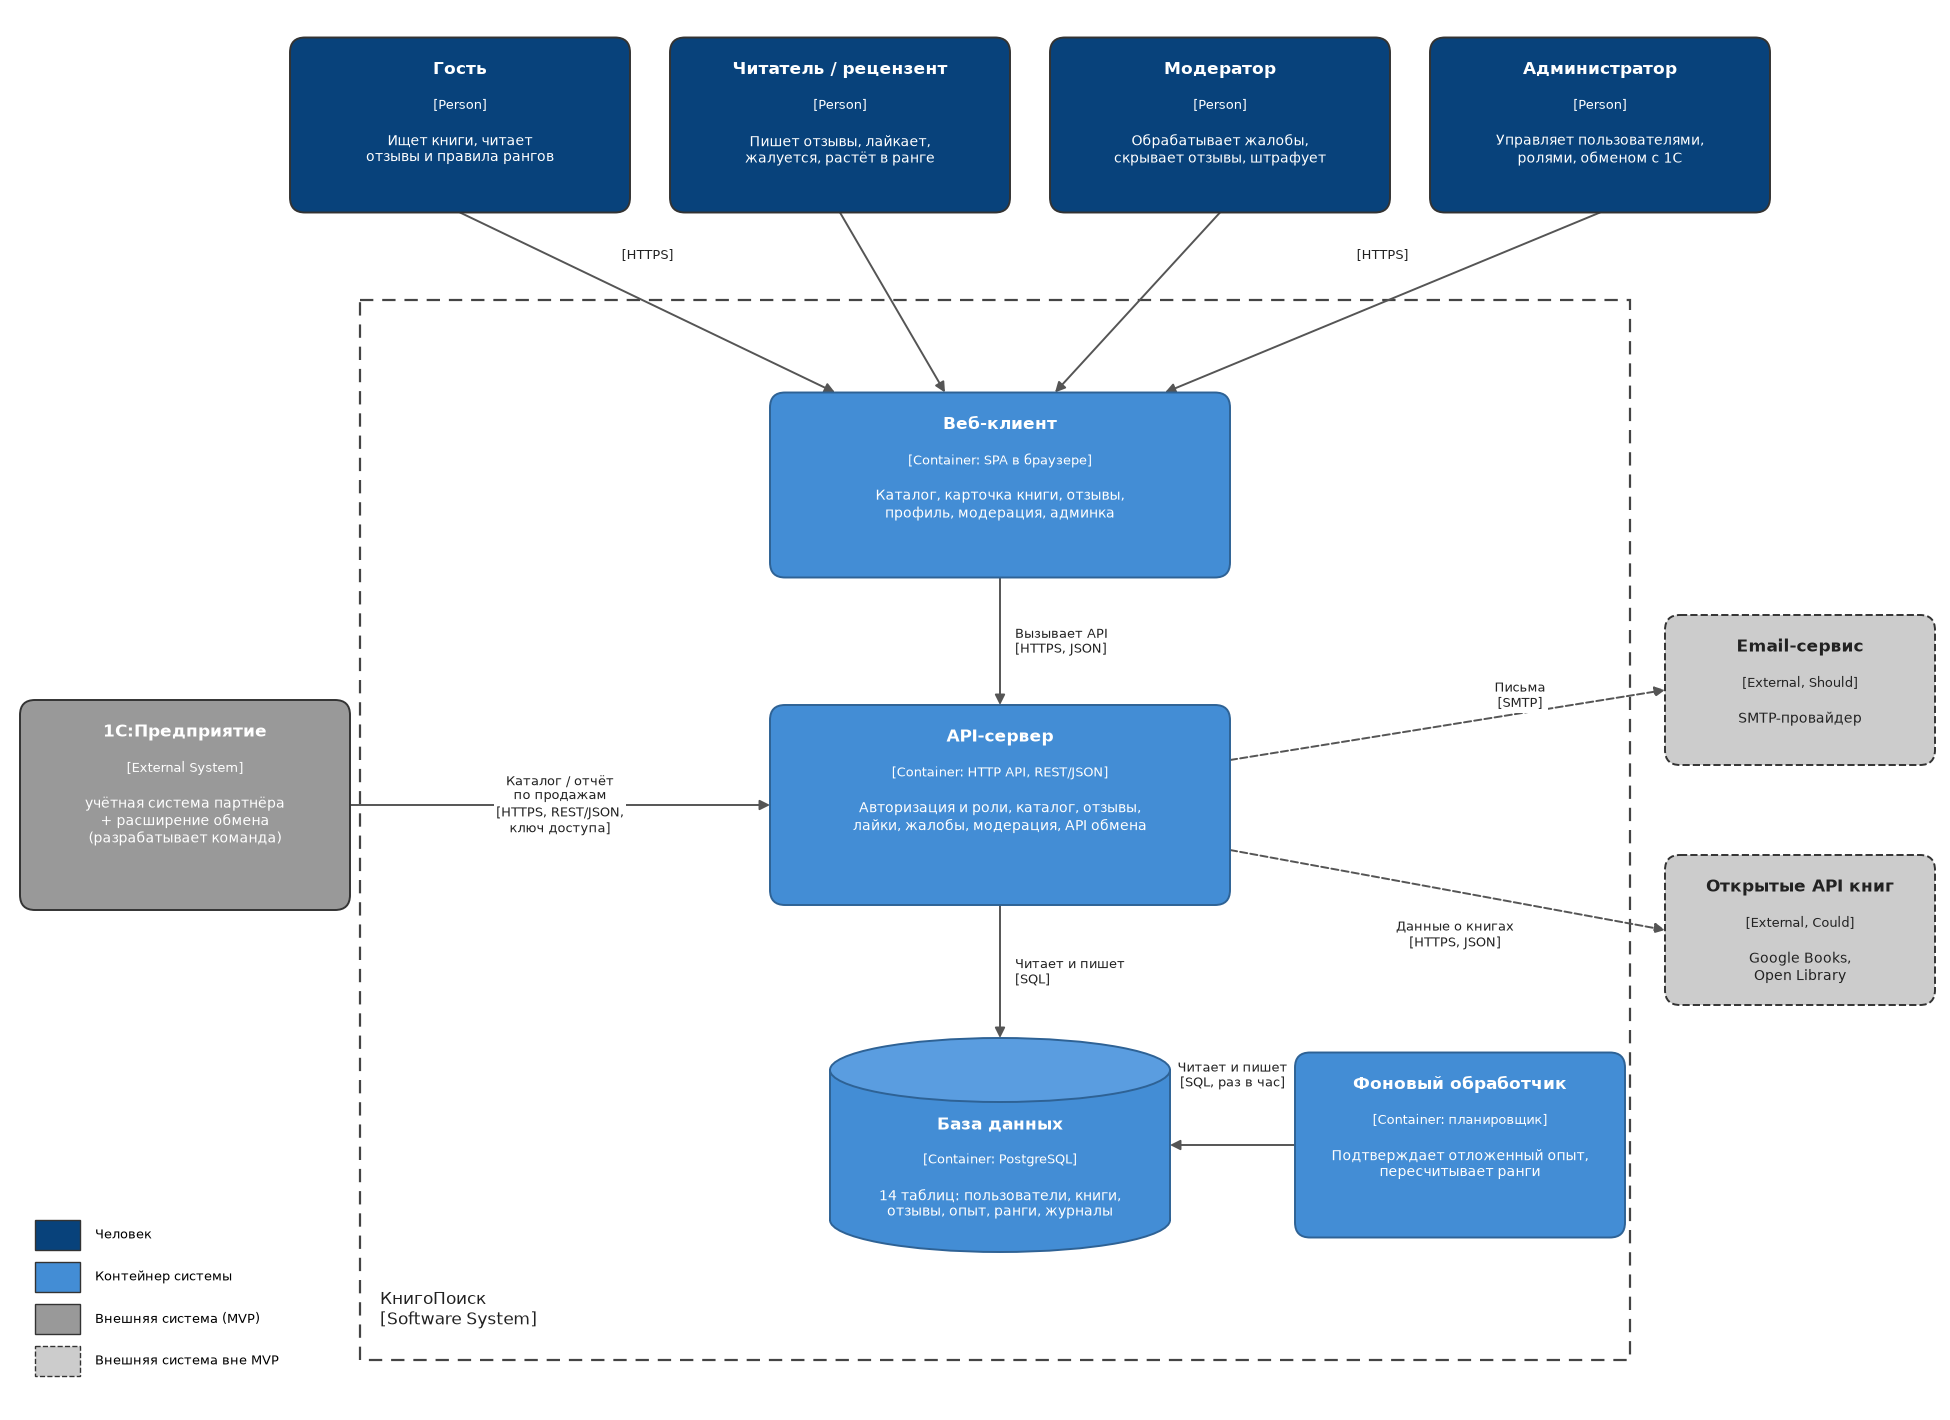 Гость
[Person]
Ищет книги, читает
отзывы и правила рангов
Читатель / рецензент
[Person]
Пишет отзывы, лайкает,
жалуется, растёт в ранге
Модератор
[Person]
Обрабатывает жалобы,
скрывает отзывы, штрафует
Администратор
[Person]
Управляет пользователями,
ролями, обменом с 1С
[HTTPS]
[HTTPS]
Веб-клиент
[Container: SPA в браузере]
Каталог, карточка книги, отзывы,
профиль, модерация, админка
Вызывает API
[HTTPS, JSON]
1С:Предприятие
[External System]
учётная система партнёра
+ расширение обмена
(разрабатывает команда)
Каталог / отчёт
по продажам
[HTTPS, REST/JSON,
ключ доступа]
API-сервер
[Container: HTTP API, REST/JSON]
Авторизация и роли, каталог, отзывы,
лайки, жалобы, модерация, API обмена
Письма
[SMTP]
Email-сервис
[External, Should]
SMTP-провайдер
Данные о книгах
[HTTPS, JSON]
Открытые API книг
[External, Could]
Google Books,
Open Library
Читает и пишет
[SQL]
База данных
[Container: PostgreSQL]
14 таблиц: пользователи, книги,
отзывы, опыт, ранги, журналы
Читает и пишет
[SQL, раз в час]
Фоновый обработчик
[Container: планировщик]
Подтверждает отложенный опыт,
пересчитывает ранги
КнигоПоиск
[Software System]
Человек
Контейнер системы
Внешняя система (MVP)
Внешняя система вне MVP